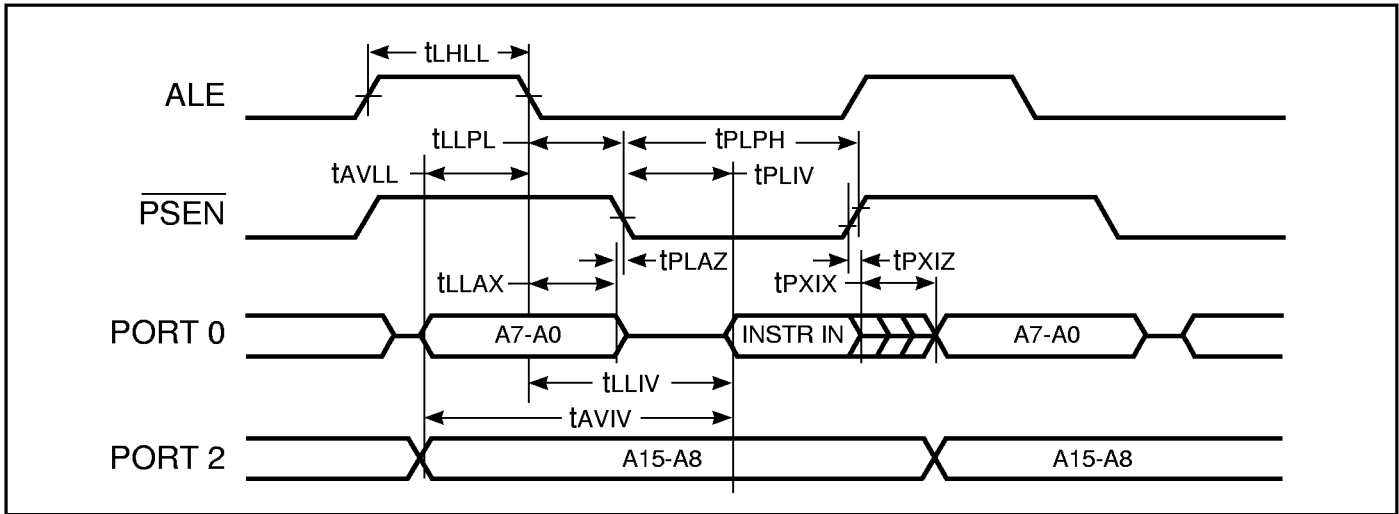 tLHLL
ALE
tLLPL tPLPH
tAVLL tPLIV
PSEN
tPLAZ tPXIZ
tLLAX tPXIX
PORT 0 A7-A0 INSTR IN A7-A0
tLLIV
tAVIV
PORT 2 A15-A8 A15-A8